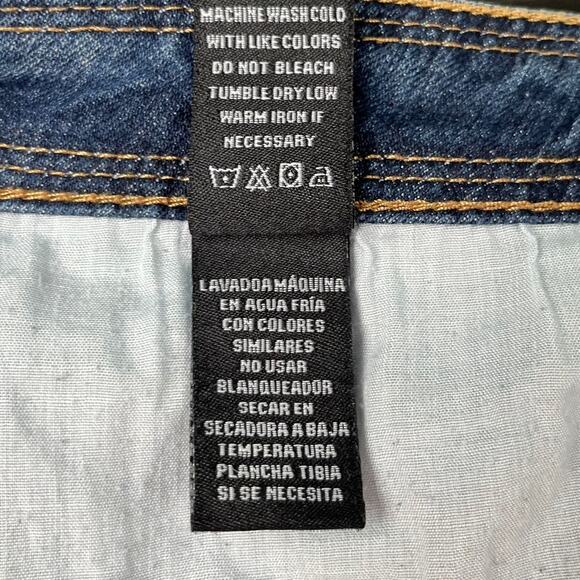 MACHINE WASH COLD
WITH LIKE COLORS
DO NOT BLEACH
TUMBLE DRY LOW
WARM IRON IF
NECESSARY
LAVADO A MÁQUINA
EN AGUA FRÍA
CON COLORES
SIMILARES
NO USAR
BLANQUEADOR
SECAR EN
SECADORA A BAJA
TEMPERATURA
PLANCHA TIBIA
SI SE NECESITA